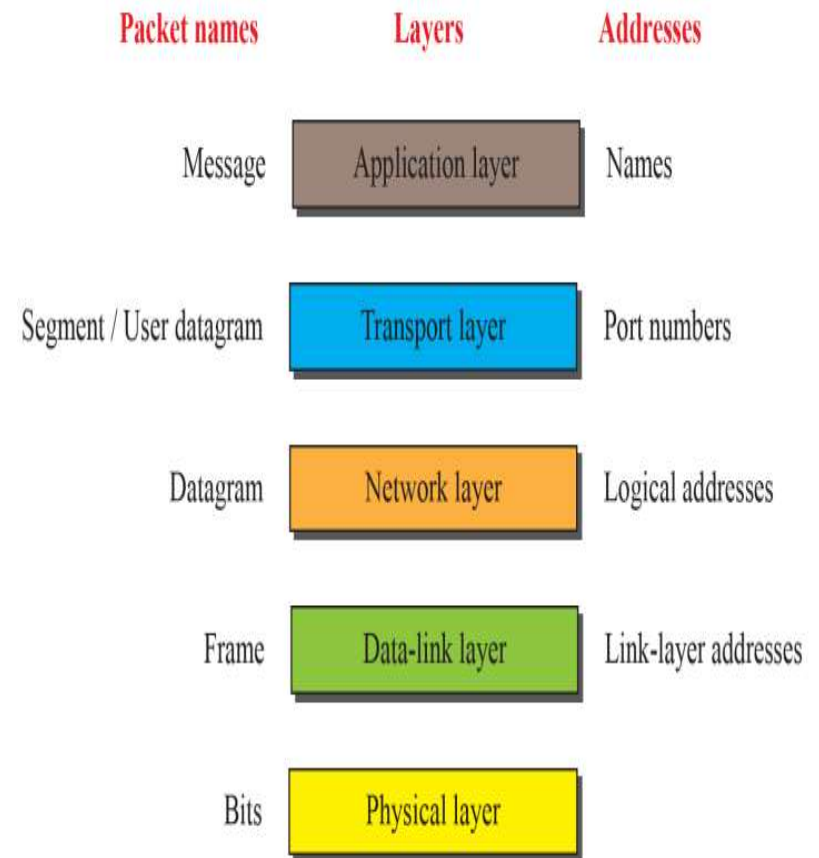 Packet names Layers Addresses
Message Application layer Names
Segment / User datagram Transport layer Port numbers
Datagram Network layer Logical addresses
Frame Data-link layer Link-layer addresses
Bits Physical layer